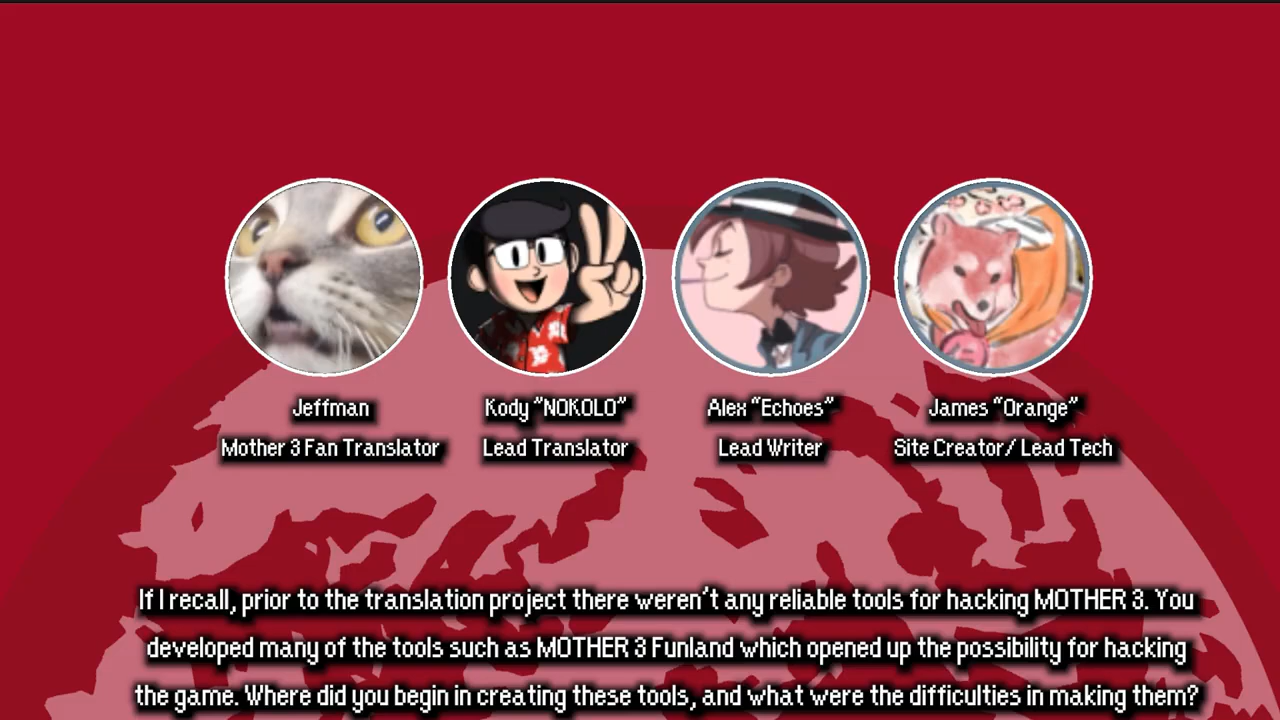 Jeffman Kody "NOKOLO" Alex "Echoes" James "Orange"
Mother 3 Fan Translator Lead Translator Lead Writer Site Creator/ Lead Tech
If I recall, prior to the translation project there weren't any reliable tools for hacking MOTHER 3. You
developed many of the tools such as MOTHER 3 Funland which opened up the possibility for hacking
the game. Where did you begin in creating these tools, and what were the difficulties in making them?